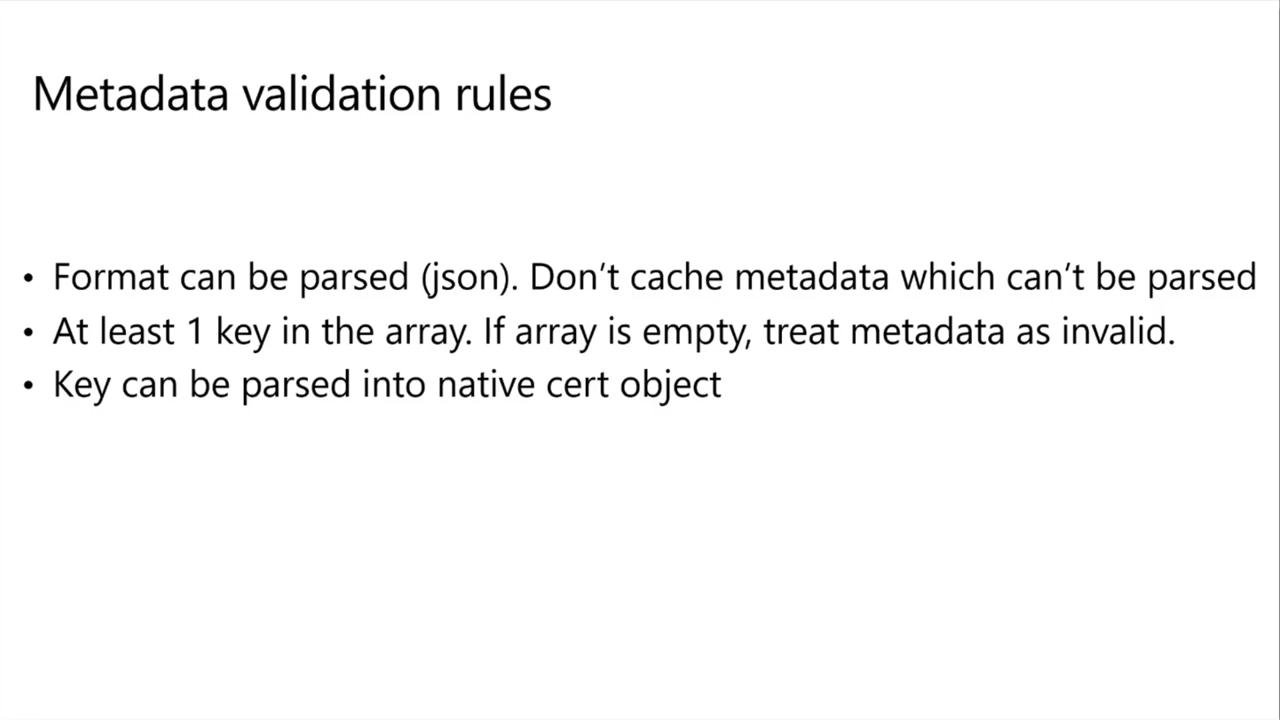 Metadata validation rules
• Format can be parsed (json). Don’t cache metadata which can’t be parsed
• At least 1 key in the array. If array is empty, treat metadata as invalid.
• Key can be parsed into native cert object